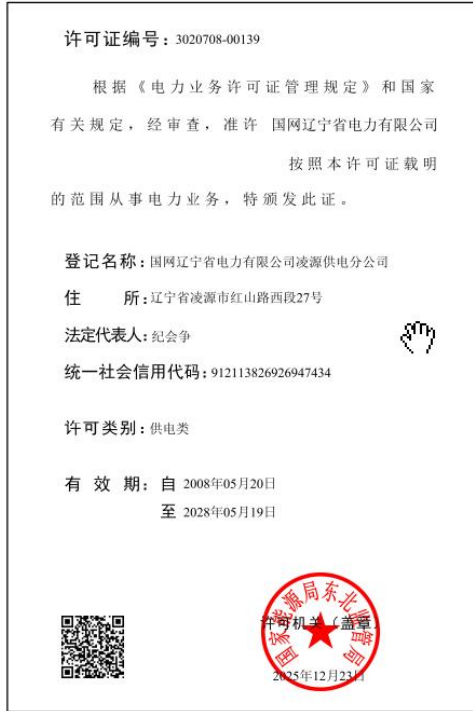 许可证编号：3020708-00139
根据《电力业务许可证管理规定》和国家
有关规定，经审查，准许 国网辽宁省电力有限公司
按照本许可证载明
的范围从事电力业务，特颁发此证。
登记名称：国网辽宁省电力有限公司凌源供电分公司
住 所：辽宁省凌源市红山路西段27号
法定代表人：纪会争
统一社会信用代码：912113826926947434
许可类别：供电类
有 效 期：自 2008年05月20日
至 2028年05月19日
国家能源局东北监管局
许可机关（盖章）
2025年12月23日